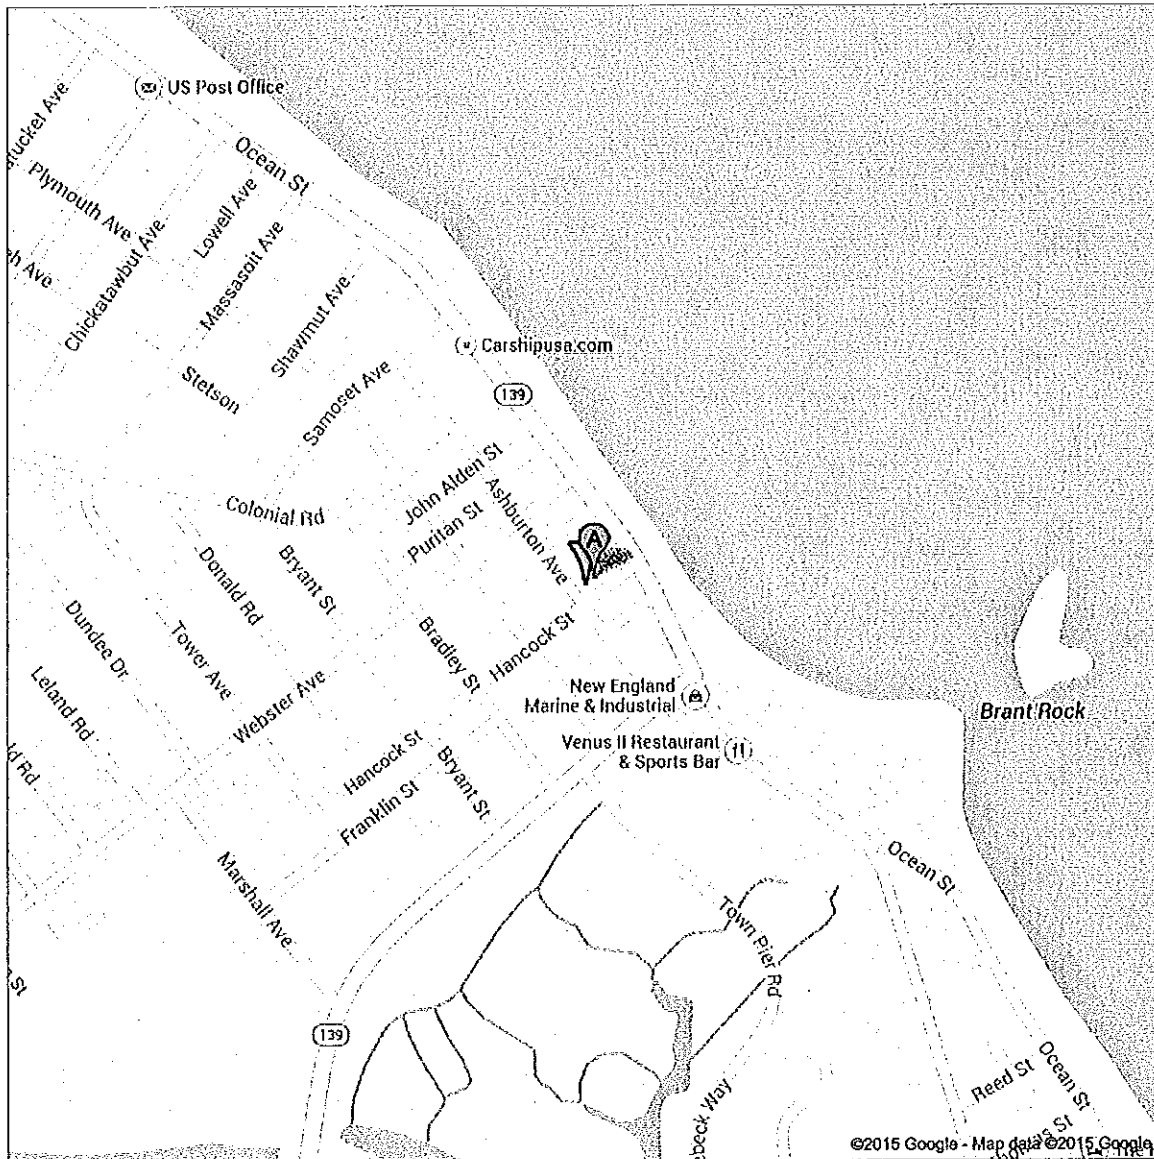 US Post Office
Ocean St
Plymouth Ave
Lowell Ave
Massasoit Ave
Chickatawbut Ave
Shawmut Ave
Carshipusa.com
Stetson
Samoset Ave
139
John Alden St
Ashburton Ave
Colonial Rd
Puritan St
A
Bryant St
Donald Rd
Dundee Dr
Tower Ave
Bradley St
Hancock St
Leland Rd
Webster Ave
New England
Marine & Industrial
Brant Rock
Venus II Restaurant
& Sports Bar
Hancock St
Bryant St
Franklin St
Marshall Ave
Ocean St
Town Pier Rd
139
Reed St
Ocean St
©2015 Google - Map data ©2015 Google